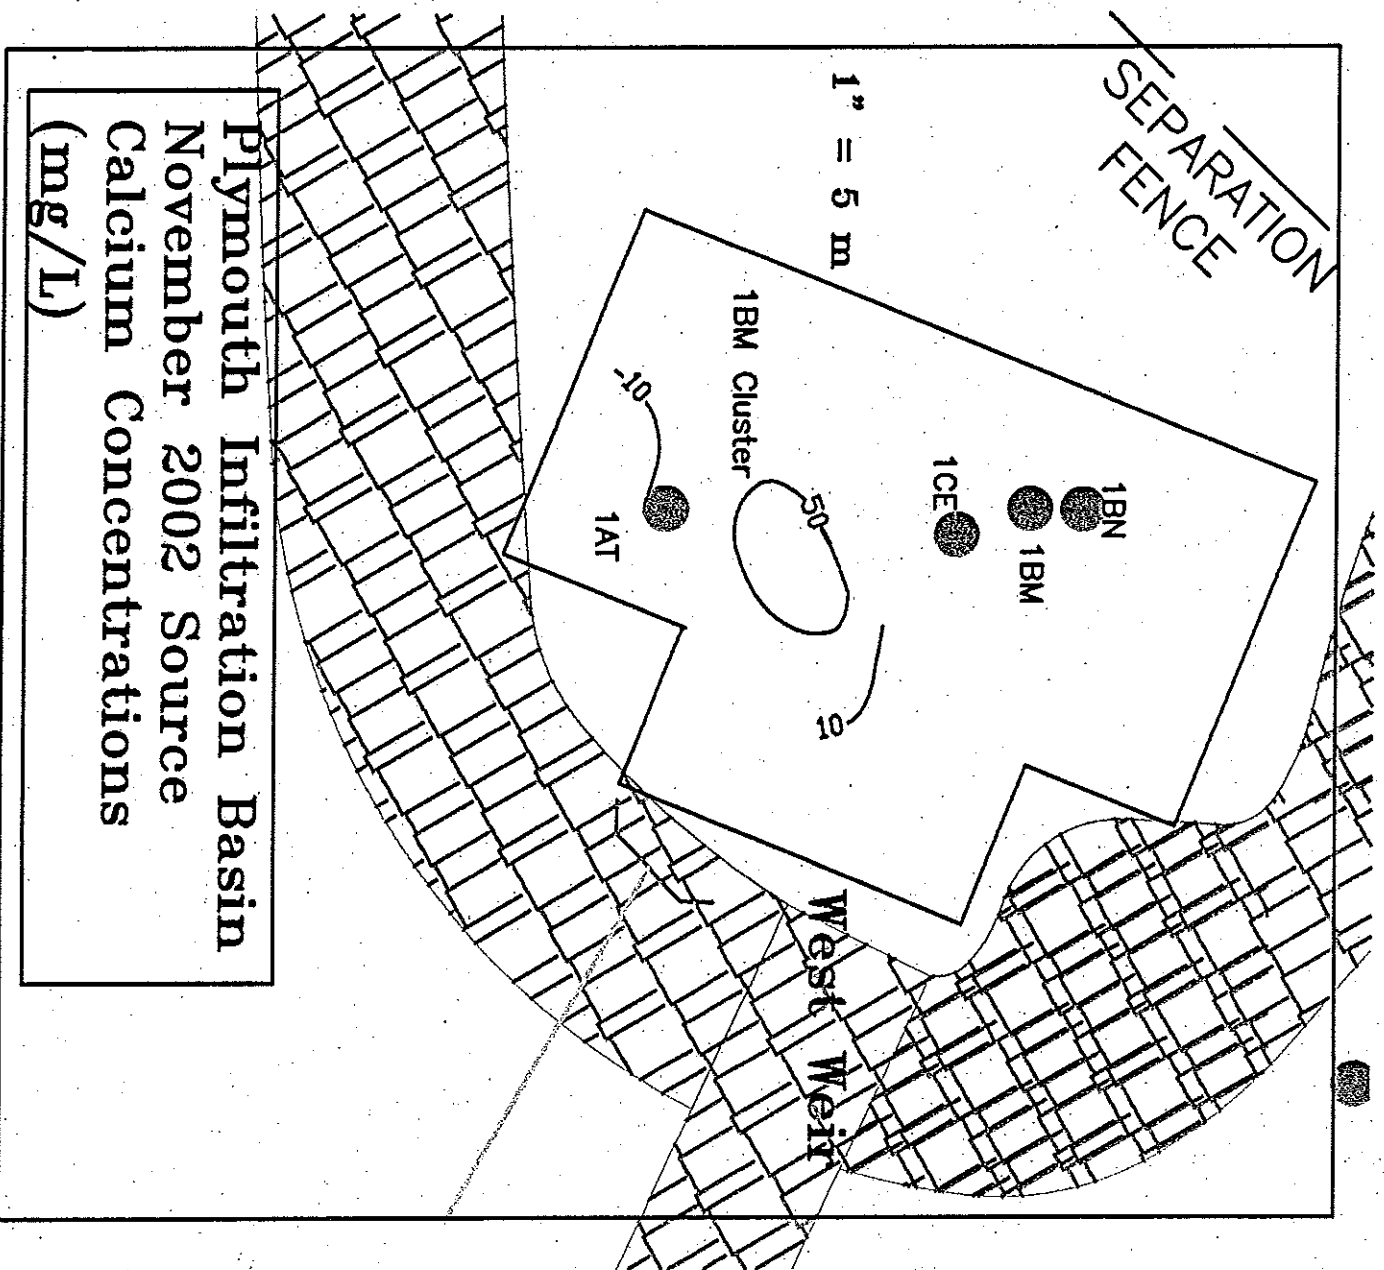 SEPARATION
FENCE
1" = 5 m
1BN
1BM
1CE
50
1BM Cluster
10
-10
1AT
West Weir
Plymouth Infiltration Basin
November 2002 Source
Calcium Concentrations
(mg/L)